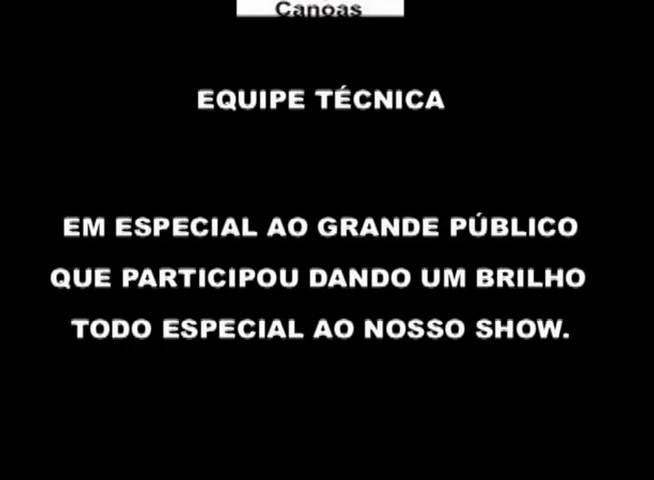 Canoas
EQUIPE TÉCNICA
EM ESPECIAL AO GRANDE PÚBLICO
QUE PARTICIPOU DANDO UM BRILHO
TODO ESPECIAL AO NOSSO SHOW.